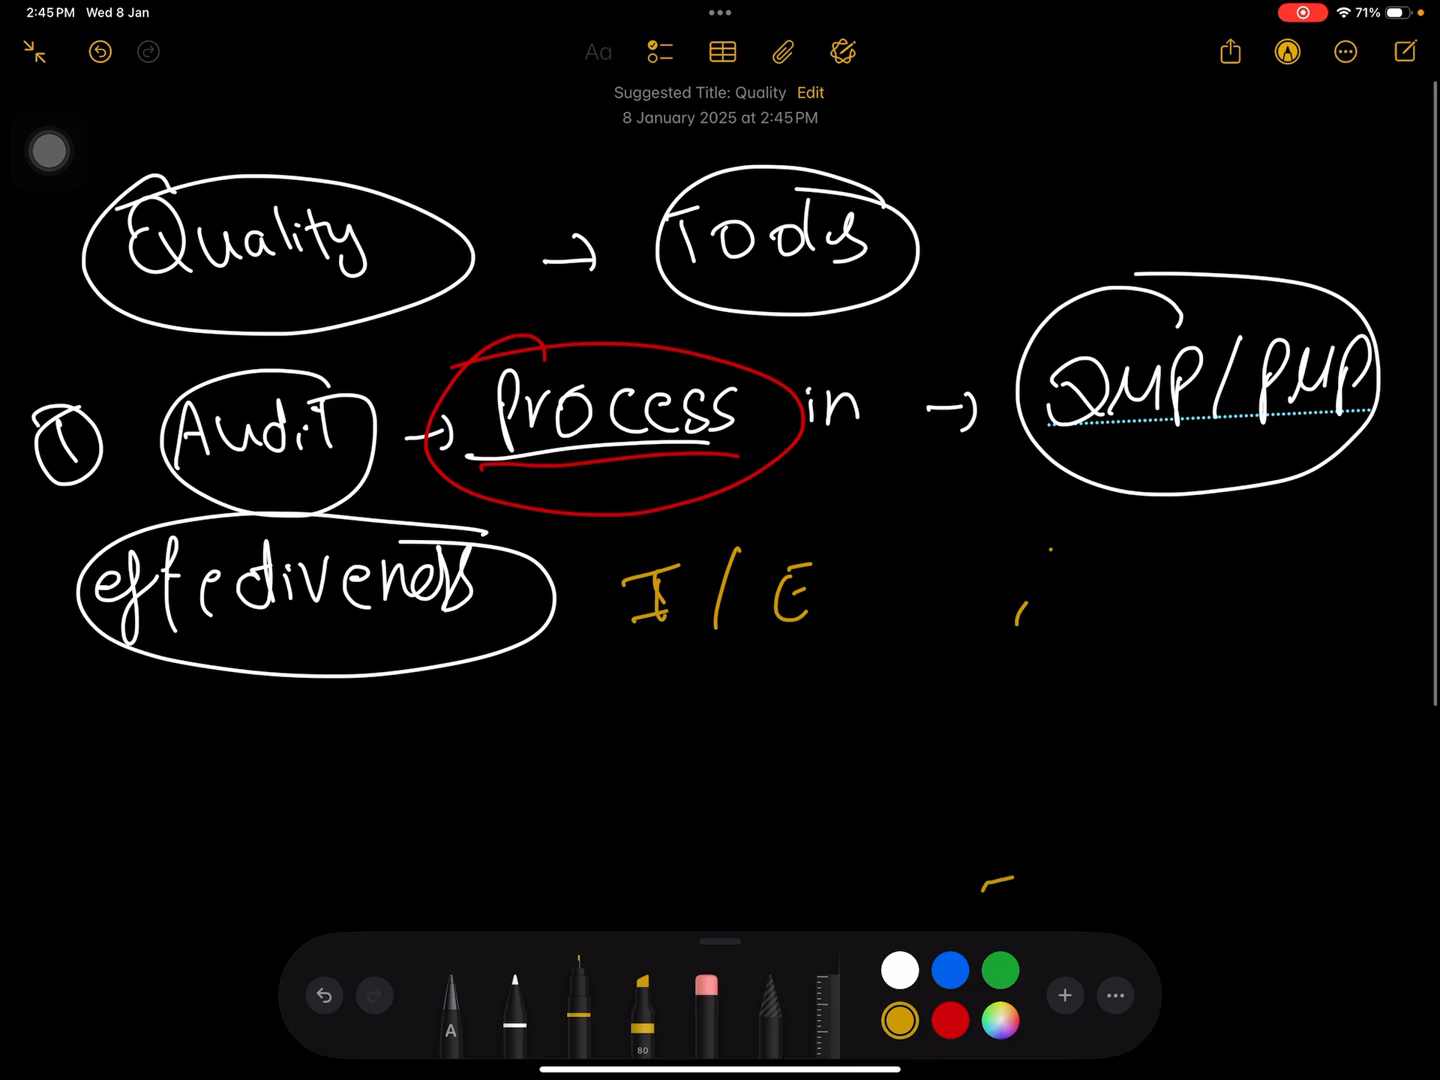 2:45 PM Wed 8 Jan 71%
Aa
Suggested Title: Quality Edit
8 January 2025 at 2:45 PM
Quality → Tools
① Audit → Process in → QMP/PMP
effectiveness I/E
A 80